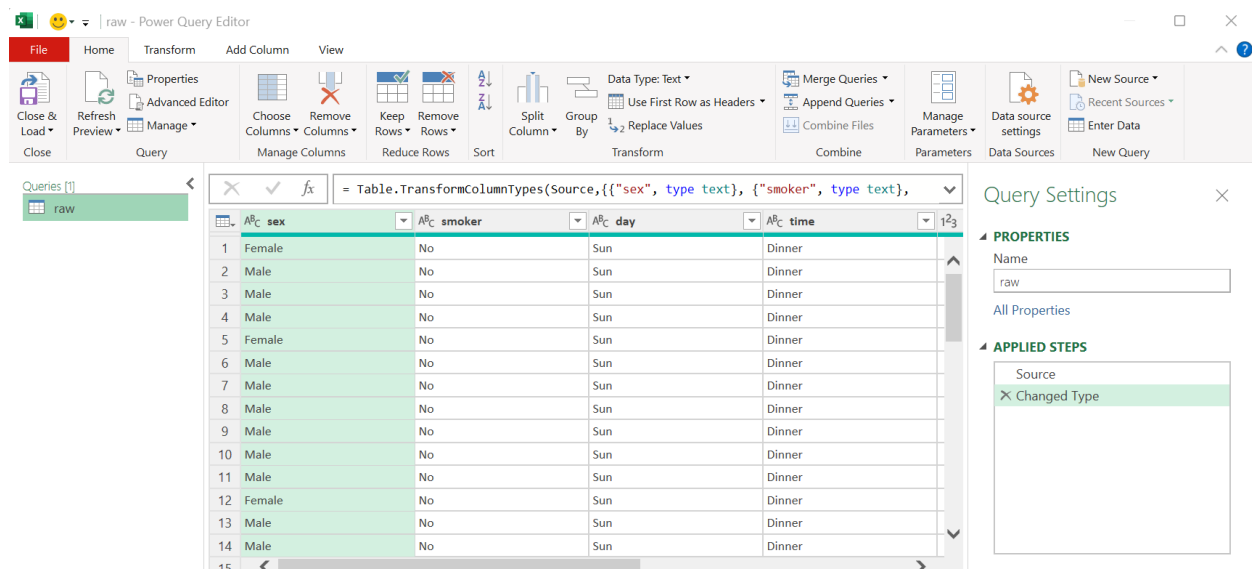 raw - Power Query Editor
File Home Transform Add Column View
Close & Load
Refresh Preview
Properties
Advanced Editor
Manage
Choose Columns
Remove Columns
Keep Rows
Remove Rows
Split Column
Group By
Data Type: Text
Use First Row as Headers
Replace Values
Merge Queries
Append Queries
Combine Files
Manage Parameters
Data source settings
New Source
Recent Sources
Enter Data
Close Query Manage Columns Reduce Rows Sort Transform Combine Parameters Data Sources New Query
Queries [1]
raw
fx = Table.TransformColumnTypes(Source,{{"sex", type text}, {"smoker", type text},
ABC sex ABC smoker ABC day ABC time 123
1 Female No Sun Dinner
2 Male No Sun Dinner
3 Male No Sun Dinner
4 Male No Sun Dinner
5 Female No Sun Dinner
6 Male No Sun Dinner
7 Male No Sun Dinner
8 Male No Sun Dinner
9 Male No Sun Dinner
10 Male No Sun Dinner
11 Male No Sun Dinner
12 Female No Sun Dinner
13 Male No Sun Dinner
14 Male No Sun Dinner
15
Query Settings
PROPERTIES
Name
raw
All Properties
APPLIED STEPS
Source
Changed Type